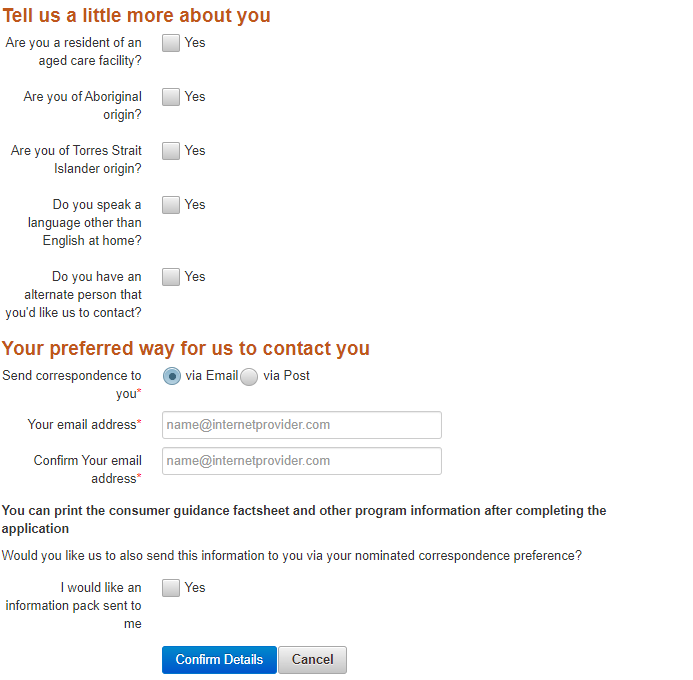 Tell us a little more about you
Are you a resident of an
aged care facility?
Yes
Are you of Aboriginal
origin?
Yes
Are you of Torres Strait
Islander origin?
Yes
Do you speak a
language other than
English at home?
Yes
Do you have an
alternate person that
you'd like us to contact?
Yes
Your preferred way for us to contact you
Send correspondence to
you*
via Email via Post
Your email address*
name@internetprovider.com
Confirm Your email
address*
name@internetprovider.com
You can print the consumer guidance factsheet and other program information after completing the
application
Would you like us to also send this information to you via your nominated correspondence preference?
I would like an
information pack sent to
me
Yes
Confirm Details Cancel